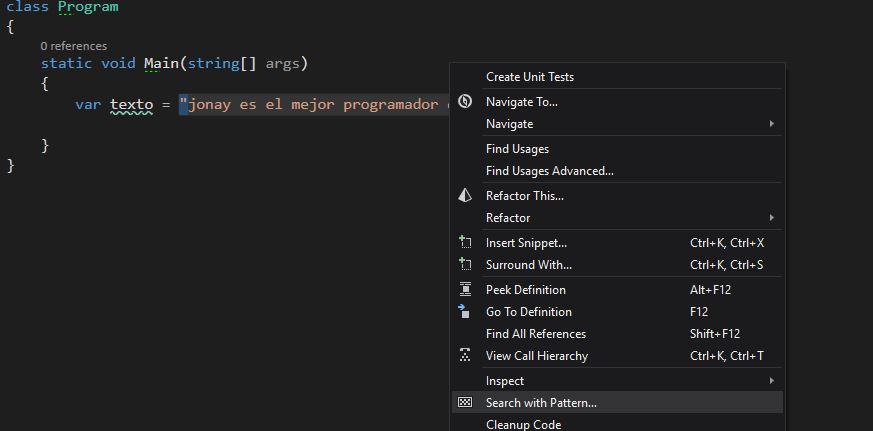 class Program
{
0 references
static void Main(string[] args)
{
var texto = "jonay es el mejor programador
}
}
Create Unit Tests
Navigate To...
Navigate
Find Usages
Find Usages Advanced...
Refactor This...
Refactor
Insert Snippet... Ctrl+K, Ctrl+X
Surround With... Ctrl+K, Ctrl+S
Peek Definition Alt+F12
Go To Definition F12
Find All References Shift+F12
View Call Hierarchy Ctrl+K, Ctrl+T
Inspect
Search with Pattern...
Cleanup Code